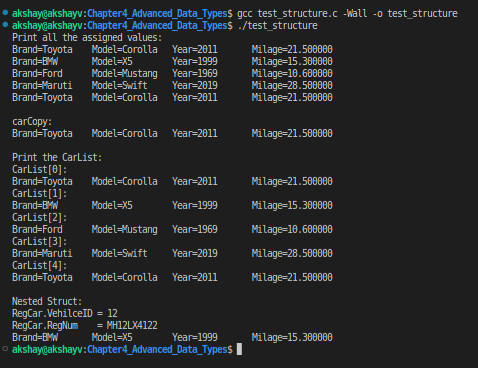 akshay@akshayv:Chapter4_Advanced_Data_Types$ gcc test_structure.c -Wall -o test_structure
akshay@akshayv:Chapter4_Advanced_Data_Types$ ./test_structure
Print all the assigned values:
Brand=Toyota    Model=Corolla   Year=2011       Milage=21.500000
Brand=BMW       Model=X5        Year=1999       Milage=15.300000
Brand=Ford      Model=Mustang   Year=1969       Milage=10.600000
Brand=Maruti    Model=Swift     Year=2019       Milage=28.500000
Brand=Toyota    Model=Corolla   Year=2011       Milage=21.500000
carCopy:
Brand=Toyota    Model=Corolla   Year=2011       Milage=21.500000
Print the CarList:
CarList[0]:
Brand=Toyota    Model=Corolla   Year=2011       Milage=21.500000
CarList[1]:
Brand=BMW       Model=X5        Year=1999       Milage=15.300000
CarList[2]:
Brand=Ford      Model=Mustang   Year=1969       Milage=10.600000
CarList[3]:
Brand=Maruti    Model=Swift     Year=2019       Milage=28.500000
CarList[4]:
Brand=Toyota    Model=Corolla   Year=2011       Milage=21.500000
Nested Struct:
RegCar.VehilceID = 12
RegCar.RegNum    = MH12LX4122
Brand=BMW       Model=X5        Year=1999       Milage=15.300000
akshay@akshayv:Chapter4_Advanced_Data_Types$